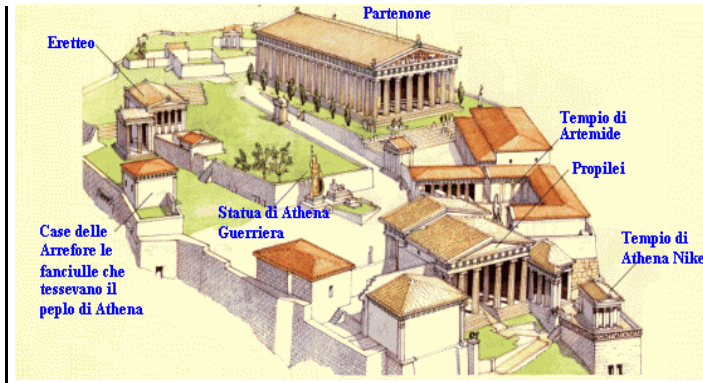 Partenone
Eretteo
Tempio di
Artemide
Propilei
Statua di Athena
Guerriera
Case delle
Arrefore le
fanciulle che
tessevano il
peplo di Athena
Tempio di
Athena Nike